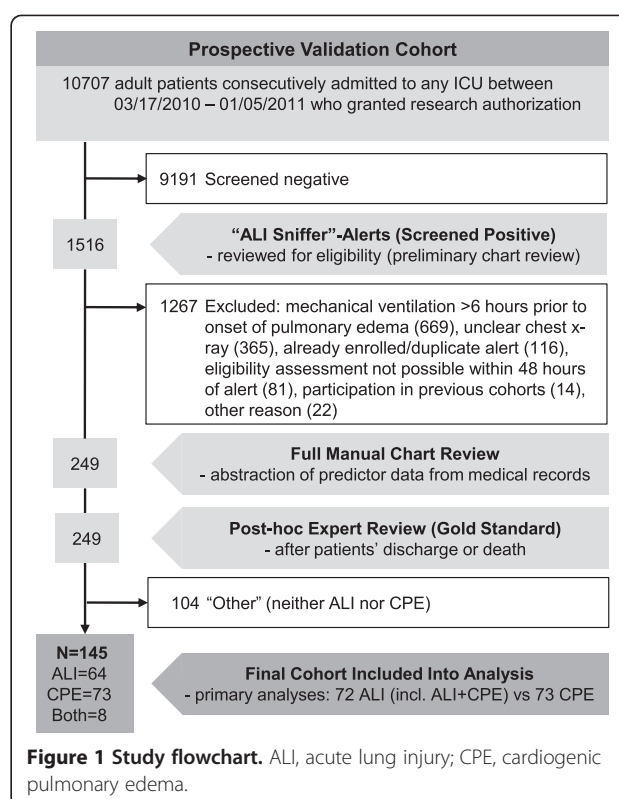 Prospective Validation Cohort
10707 adult patients consecutively admitted to any ICU between
03/17/2010 – 01/05/2011 who granted research authorization
9191 Screened negative
1516
“ALI Sniffer”-Alerts (Screened Positive)
- reviewed for eligibility (preliminary chart review)
1267 Excluded: mechanical ventilation >6 hours prior to
onset of pulmonary edema (669), unclear chest x-
ray (365), already enrolled/duplicate alert (116),
eligibility assessment not possible within 48 hours
of alert (81), participation in previous cohorts (14),
other reason (22)
249
Full Manual Chart Review
- abstraction of predictor data from medical records
249
Post-hoc Expert Review (Gold Standard)
- after patients’ discharge or death
104 “Other” (neither ALI nor CPE)
N=145
ALI=64
CPE=73
Both=8
Final Cohort Included Into Analysis
- primary analyses: 72 ALI (incl. ALI+CPE) vs 73 CPE
Figure 1 Study flowchart. ALI, acute lung injury; CPE, cardiogenic
pulmonary edema.